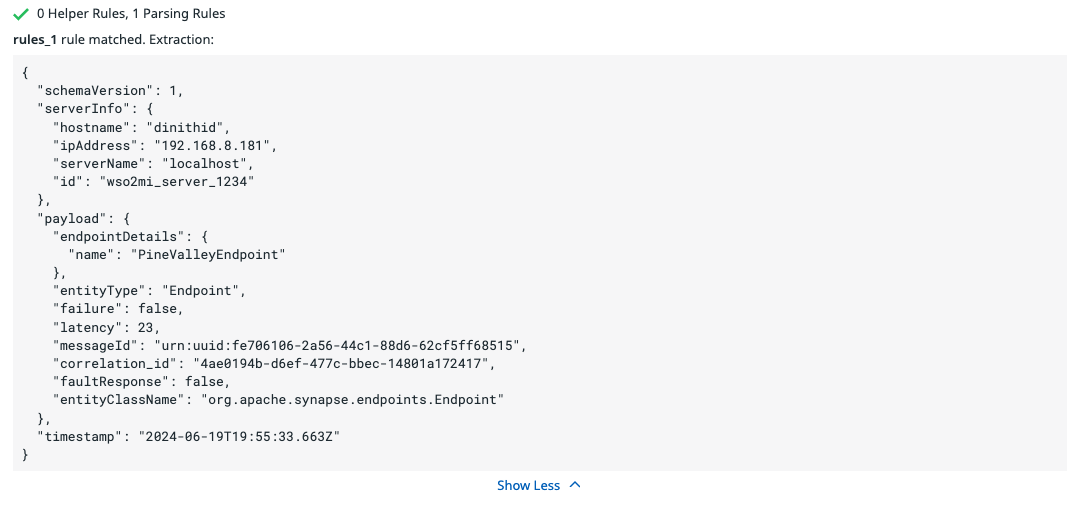 0 Helper Rules, 1 Parsing Rules
rules_1 rule matched. Extraction:
{
  "schemaVersion": 1,
  "serverInfo": {
    "hostname": "dinithid",
    "ipAddress": "192.168.8.181",
    "serverName": "localhost",
    "id": "wso2mi_server_1234"
  },
  "payload": {
    "endpointDetails": {
      "name": "PineValleyEndpoint"
    },
    "entityType": "Endpoint",
    "failure": false,
    "latency": 23,
    "messageId": "urn:uuid:fe706106-2a56-44c1-88d6-62cf5ff68515",
    "correlation_id": "4ae0194b-d6ef-477c-bbec-14801a172417",
    "faultResponse": false,
    "entityClassName": "org.apache.synapse.endpoints.Endpoint"
  },
  "timestamp": "2024-06-19T19:55:33.663Z"
}
Show Less